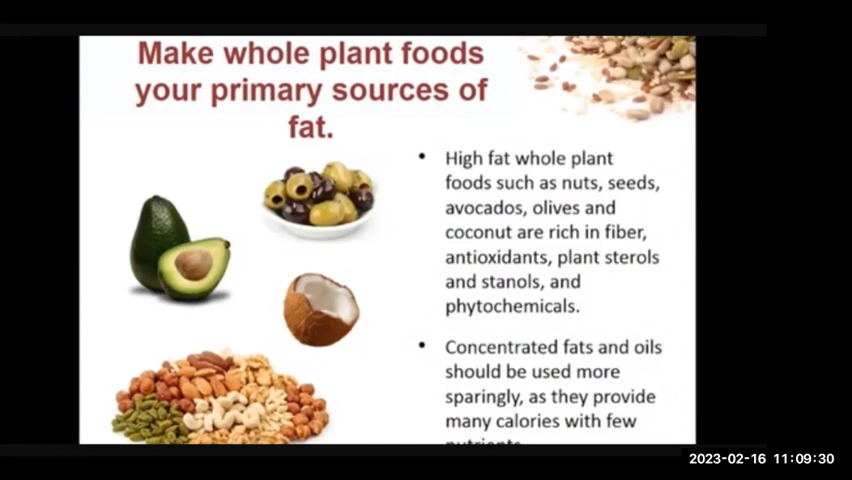 Make whole plant foods
your primary sources of
fat.
• High fat whole plant
foods such as nuts, seeds,
avocados, olives and
coconut are rich in fiber,
antioxidants, plant sterols
and stanols, and
phytochemicals.
• Concentrated fats and oils
should be used more
sparingly, as they provide
many calories with few
nutrients.
2023-02-16 11:09:30